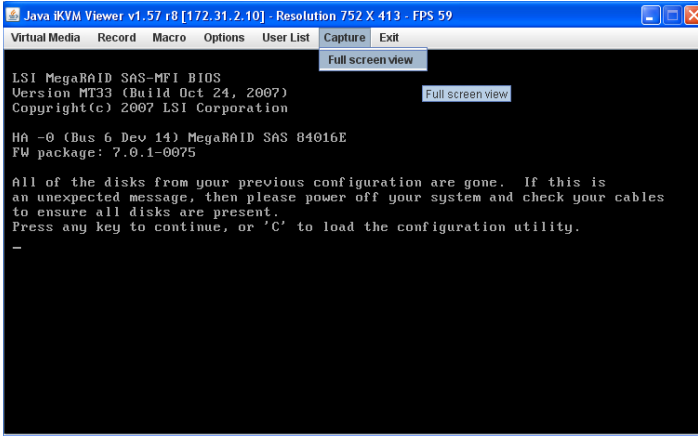 Java iKVM Viewer v1.57 r8 [172.31.2.10] - Resolution 752 X 413 - FPS 59
Virtual Media Record Macro Options User List Capture Exit
Full screen view
Full screen view
LSI MegaRAID SAS-MFI BIOS
Version MT33 (Build Oct 24, 2007)
Copyright(c) 2007 LSI Corporation
HA -0 (Bus 6 Dev 14) MegaRAID SAS 84016E
FW package: 7.0.1-0075
All of the disks from your previous configuration are gone. If this is
an unexpected message, then please power off your system and check your cables
to ensure all disks are present.
Press any key to continue, or 'C' to load the configuration utility.
_